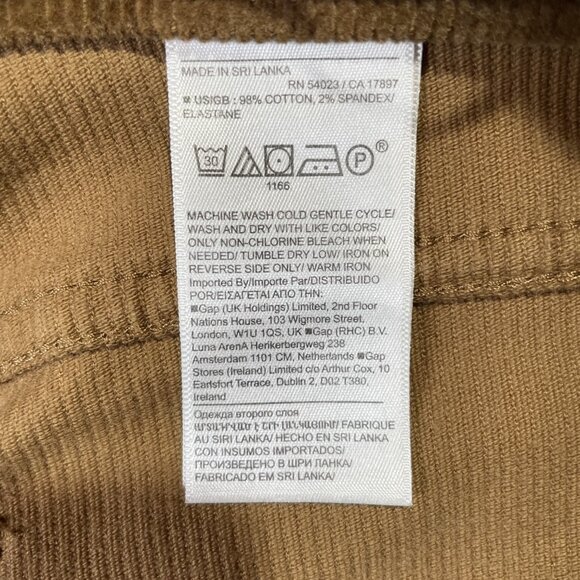 MADE IN SRI LANKA
RN 54023 / CA 17897
■ US/GB : 98% COTTON, 2% SPANDEX/
ELASTANE
30
P®
1166
MACHINE WASH COLD GENTLE CYCLE/
WASH AND DRY WITH LIKE COLORS/
ONLY NON-CHLORINE BLEACH WHEN
NEEDED/ TUMBLE DRY LOW/ IRON ON
REVERSE SIDE ONLY/ WARM IRON
Imported By/Importe Par/DISTRIBUIDO
POR/ΕΙΣΑΓΕΤΑΙ ΑΠΟ ΤΗΝ:
■Gap (UK Holdings) Limited, 2nd Floor
Nations House, 103 Wigmore Street,
London, W1U 1QS, UK ■Gap (RHC) B.V.
Luna ArenA Herikerbergweg 238
Amsterdam 1101 CM, Netherlands ■Gap
Stores (Ireland) Limited c/o Arthur Cox, 10
Earlsfort Terrace, Dublin 2, D02 T380,
Ireland
Одежда второго слоя
ԱՐՏԱԴՐՎԱԾ Է ՇՐԻ ԼԱՆԿԱՅՈՒՄ/ FABRIQUE
AU SIRI LANKA/ HECHO EN SRI LANKA
CON INSUMOS IMPORTADOS/
ПРОИЗВЕДЕНО В ШРИ ЛАНКА/
FABRICADO EM SRI LANKA/